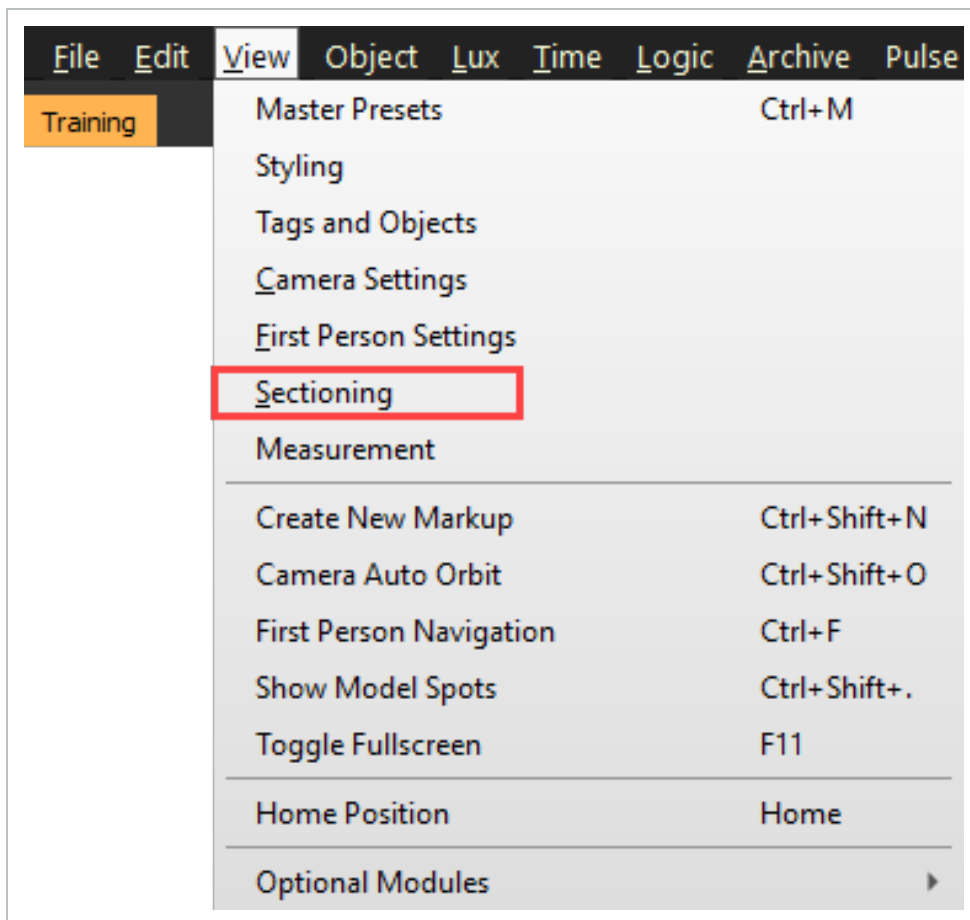 File Edit View Object Lux Time Logic Archive Pulse
Training
Master Presets Ctrl+M
Styling
Tags and Objects
Camera Settings
First Person Settings
Sectioning
Measurement
Create New Markup Ctrl+Shift+N
Camera Auto Orbit Ctrl+Shift+O
First Person Navigation Ctrl+F
Show Model Spots Ctrl+Shift+.
Toggle Fullscreen F11
Home Position Home
Optional Modules